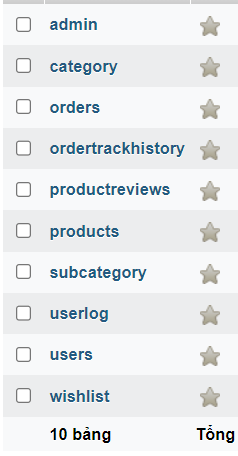 admin
category
orders
ordertrackhistory
productreviews
products
subcategory
userlog
users
wishlist
10 bảng Tổng